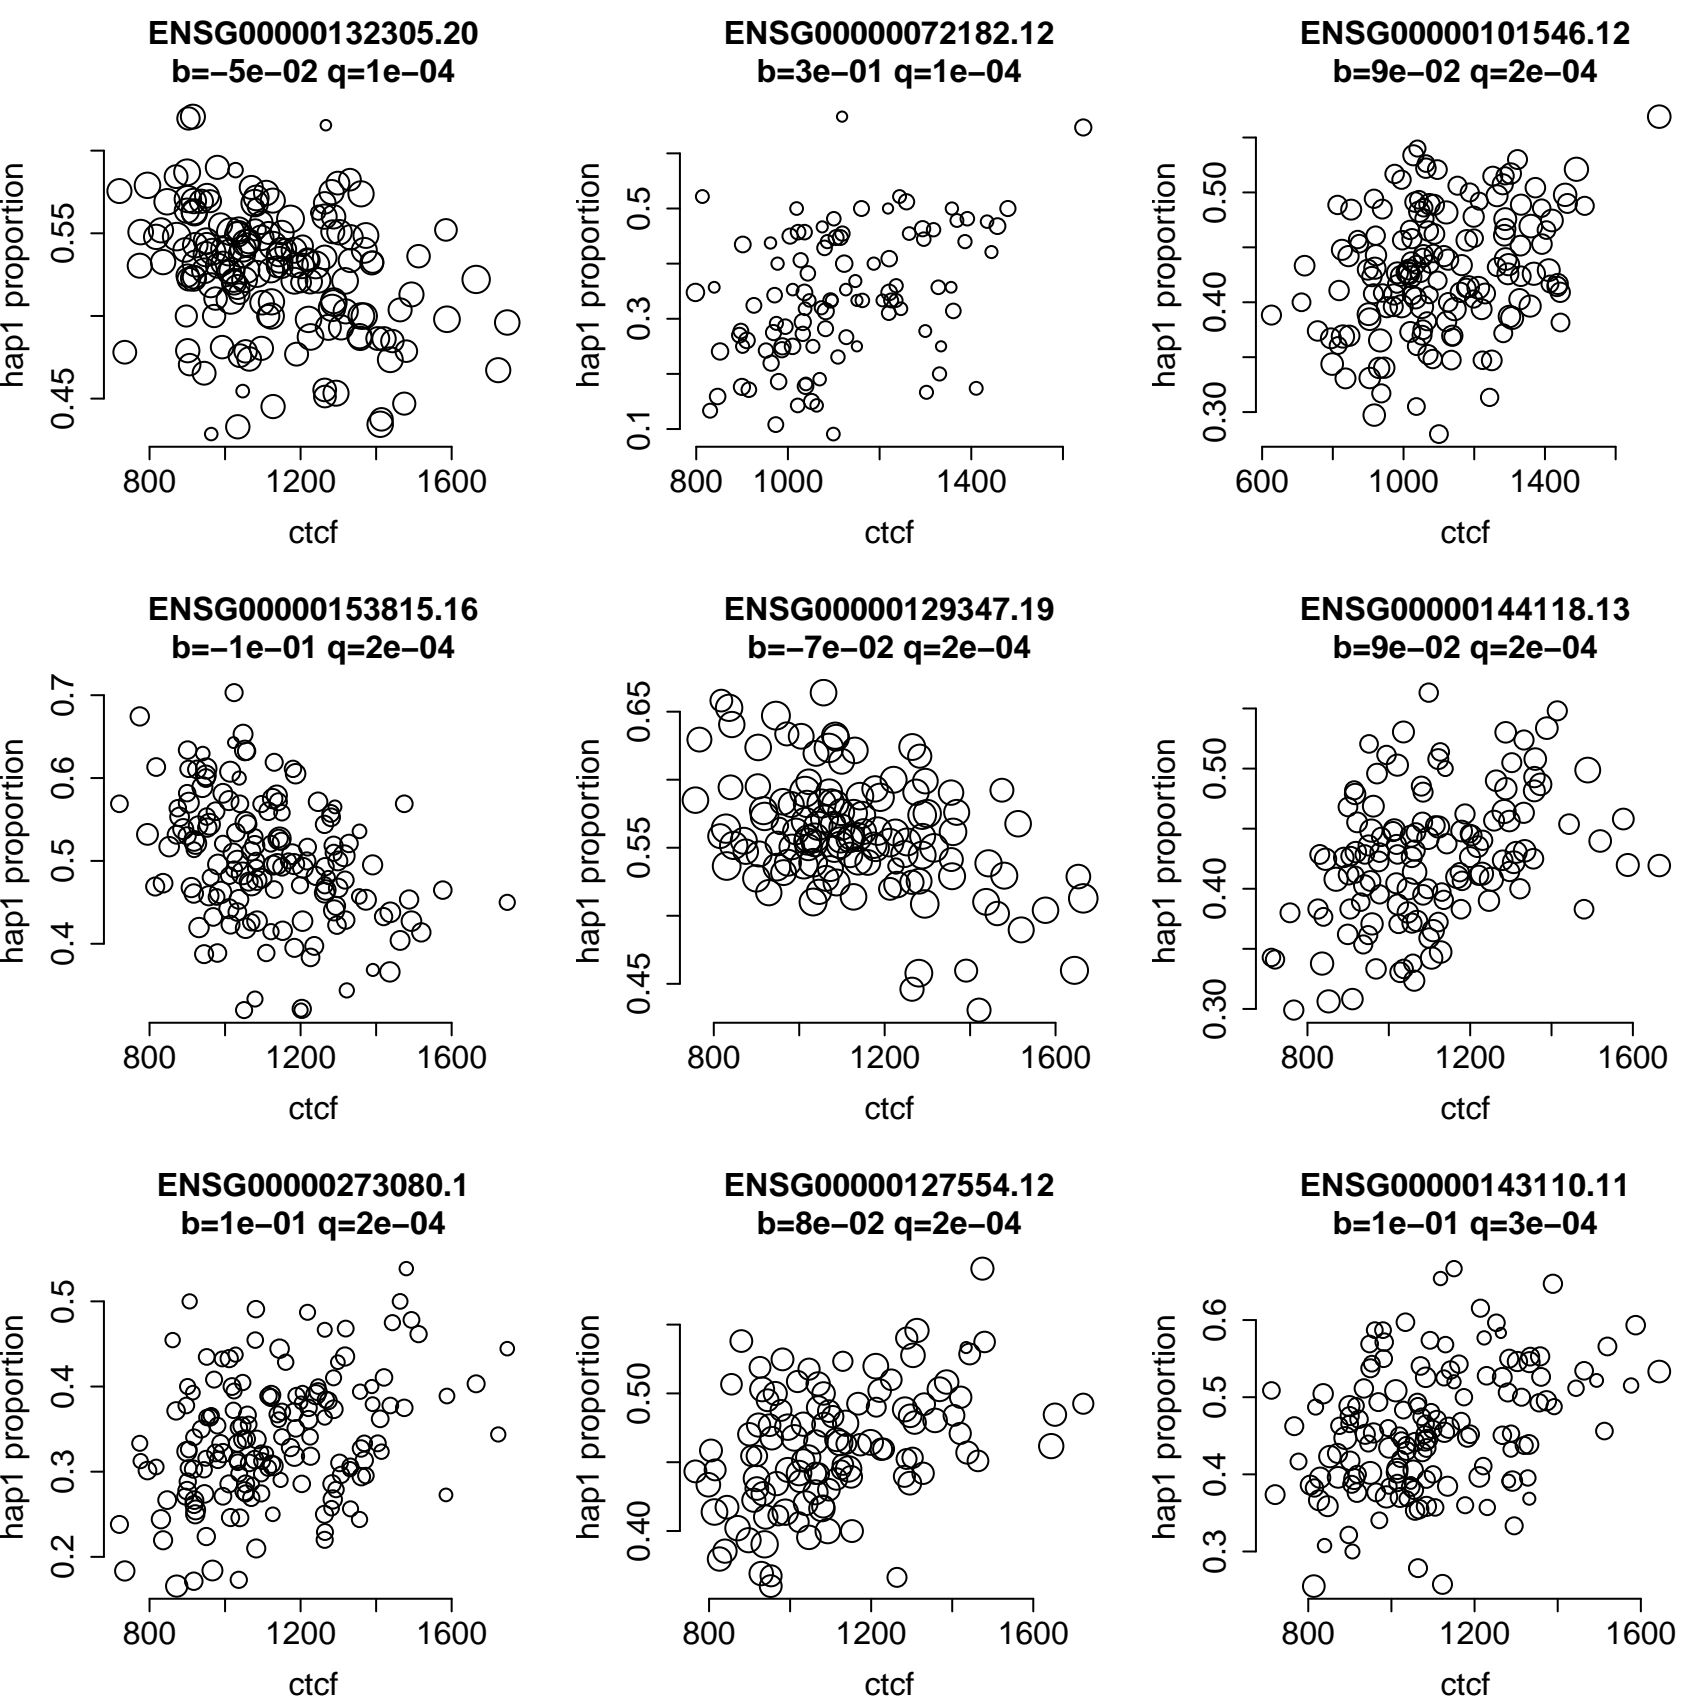 ENSG00000132305.20
b=−5e−02 q=1e−04
hap1 proportion
0.45 0.55
800 1200 1600
ctcf
ENSG00000072182.12
b=3e−01 q=1e−04
hap1 proportion
0.1 0.3 0.5
800 1000 1400
ctcf
ENSG00000101546.12
b=9e−02 q=2e−04
hap1 proportion
0.30 0.40 0.50
600 1000 1400
ctcf
ENSG00000153815.16
b=−1e−01 q=2e−04
hap1 proportion
0.4 0.5 0.6 0.7
800 1200 1600
ctcf
ENSG00000129347.19
b=−7e−02 q=2e−04
hap1 proportion
0.45 0.55 0.65
800 1200 1600
ctcf
ENSG00000144118.13
b=9e−02 q=2e−04
hap1 proportion
0.30 0.40 0.50
800 1200 1600
ctcf
ENSG00000273080.1
b=1e−01 q=2e−04
hap1 proportion
0.2 0.3 0.4 0.5
800 1200 1600
ctcf
ENSG00000127554.12
b=8e−02 q=2e−04
hap1 proportion
0.40 0.50
800 1200 1600
ctcf
ENSG00000143110.11
b=1e−01 q=3e−04
hap1 proportion
0.3 0.4 0.5 0.6
800 1200 1600
ctcf